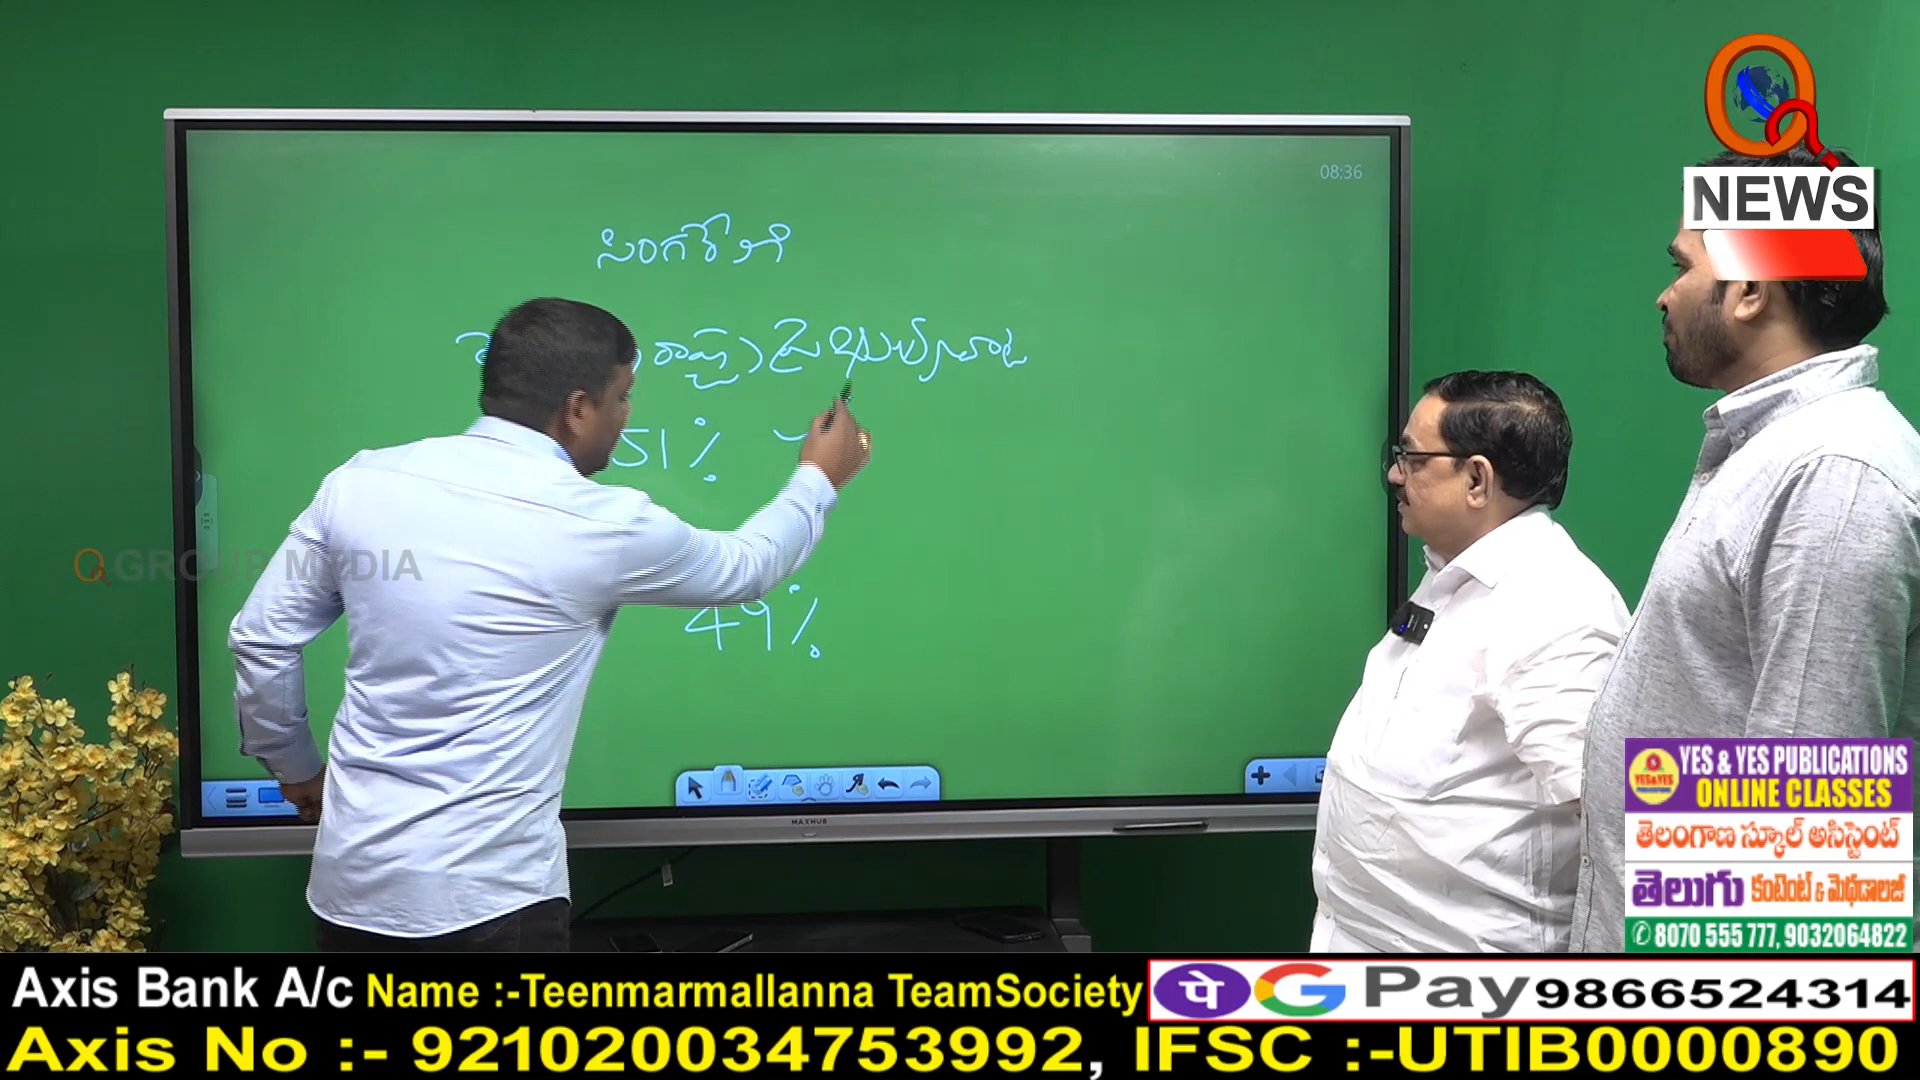 Q
NEWS
08:36
సింగరేణి
రాష్ట్ర
51%
49%
Q GROUP MEDIA
MAXHUB
YES & YES PUBLICATIONS
ONLINE CLASSES
తెలంగాణ స్కూల్ అసిస్టెంట్
తెలుగు కంటెంట్ & మెథడాలజీ
8070 555 777, 9032064822
Axis Bank A/c Name :-Teenmarmallanna TeamSociety पे G Pay 9866524314
Axis No :- 921020034753992, IFSC :-UTIB0000890